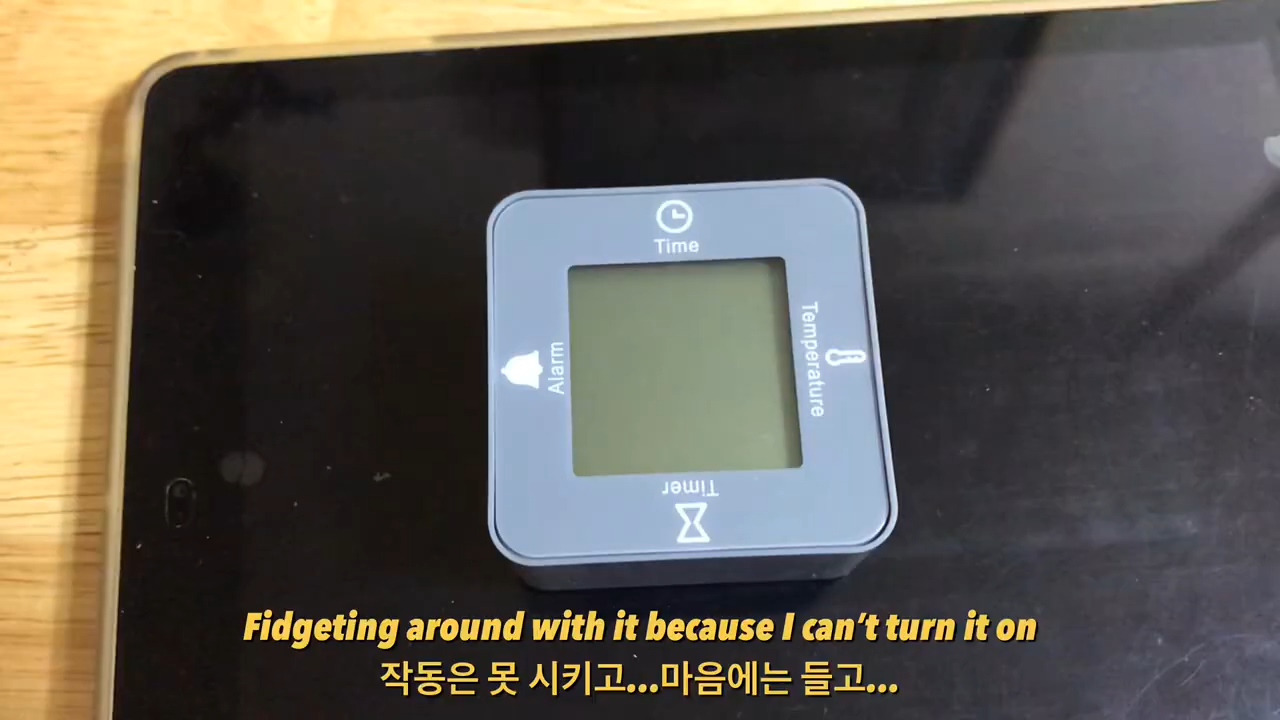 Time
Temperature
Alarm
Timer
Fidgeting around with it because I can't turn it on
작동은 못 시키고...마음에는 들고...